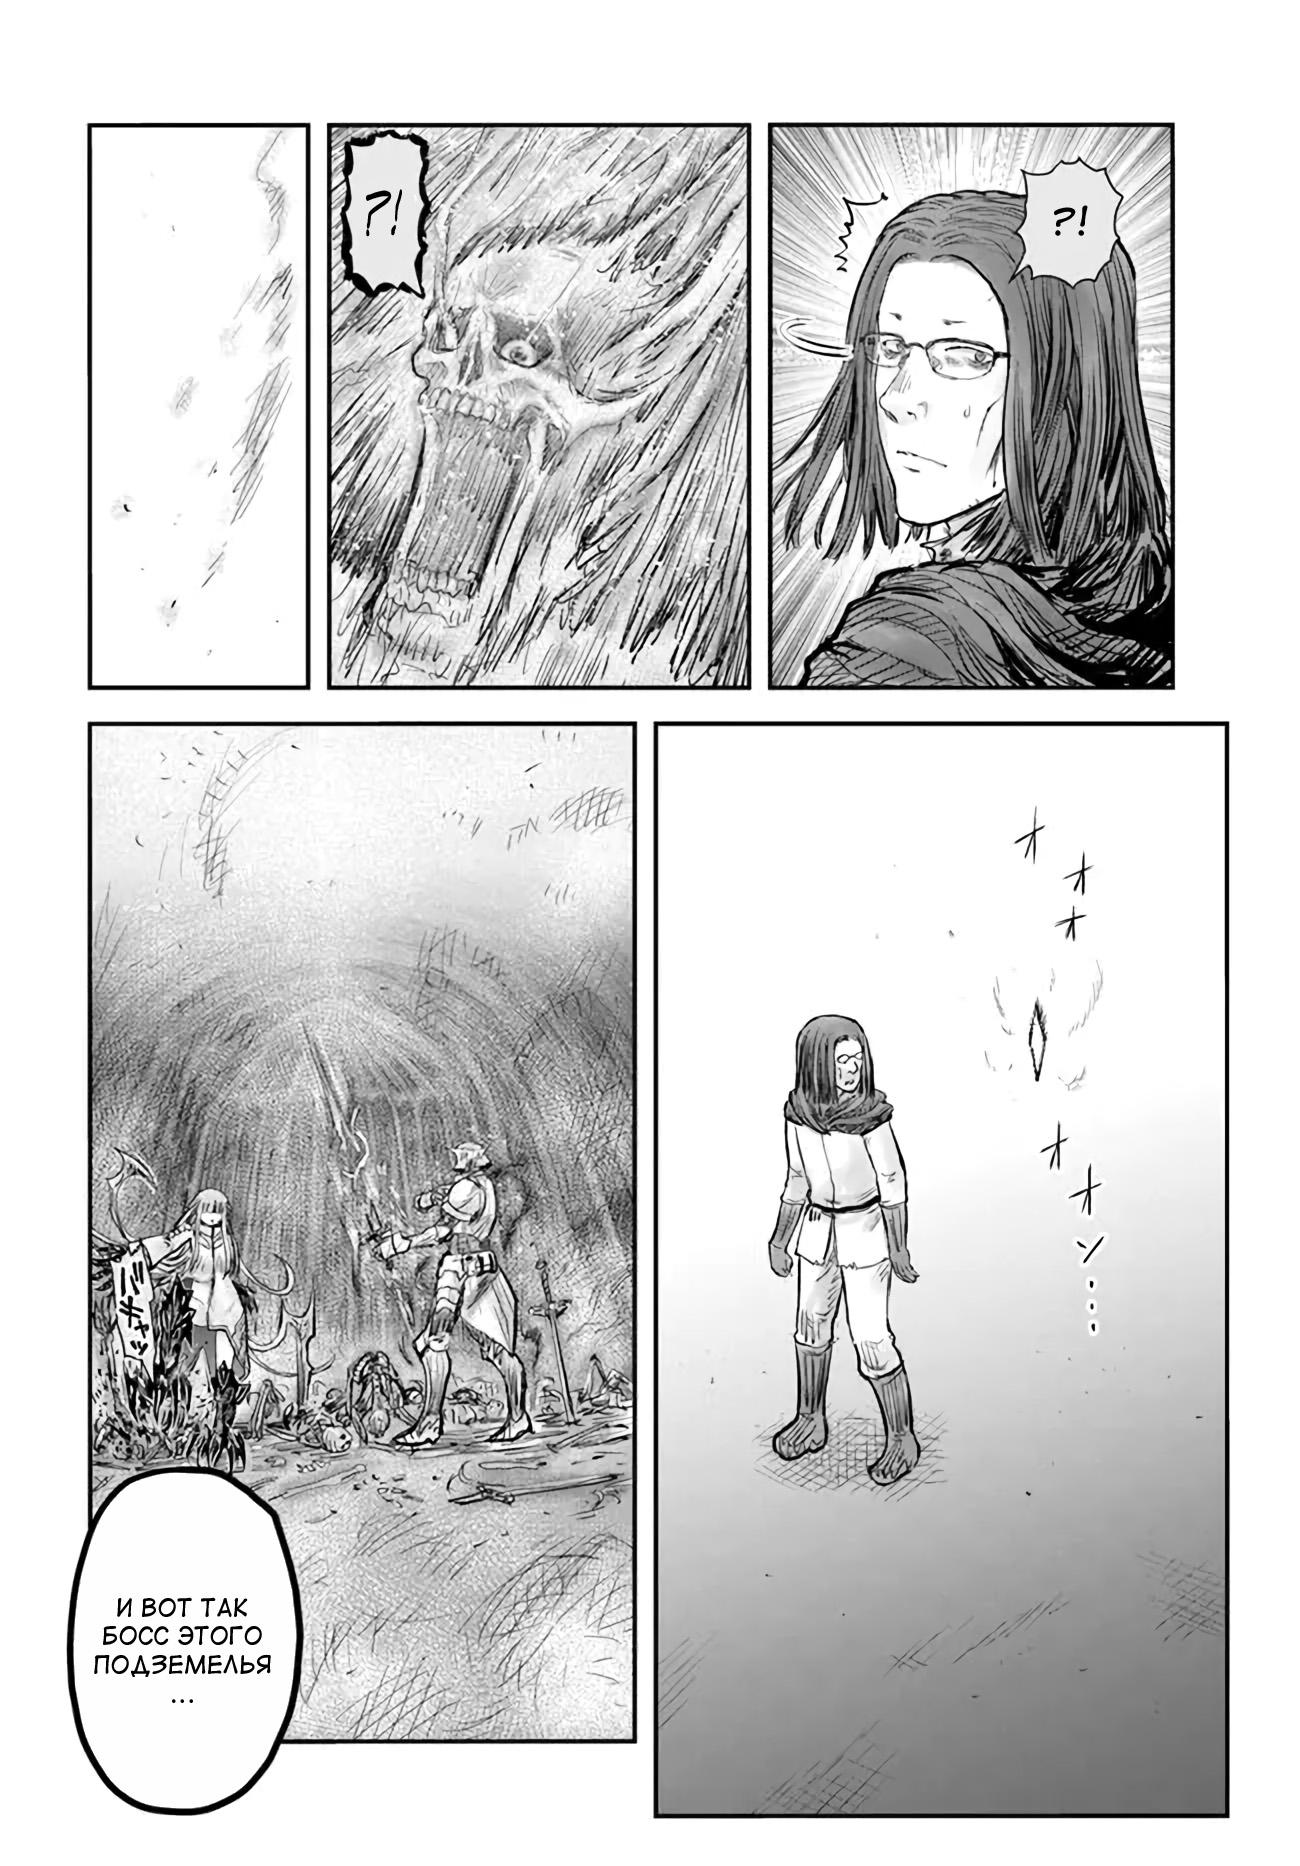 ?!
?!
オ
オ
オ
オ
オ
ン...
バキャッ
И ВОТ ТАК
БОСС ЭТОГО
ПОДЗЕМЕЛЬЯ
...